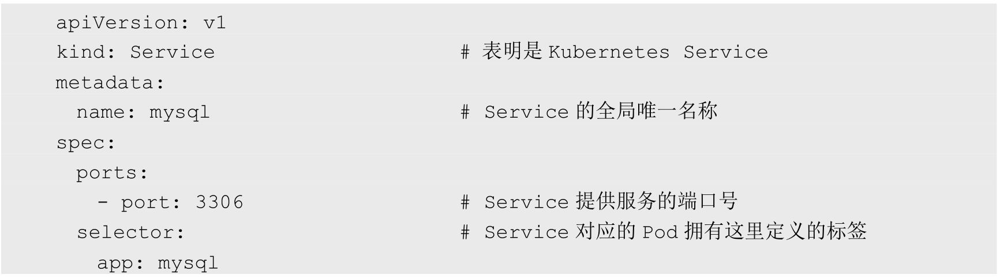 apiVersion: v1
kind: Service # 表明是 Kubernetes Service
metadata:
  name: mysql # Service 的全局唯一名称
spec:
  ports:
    - port: 3306 # Service 提供服务的端口号
  selector: # Service 对应的 Pod 拥有这里定义的标签
    app: mysql